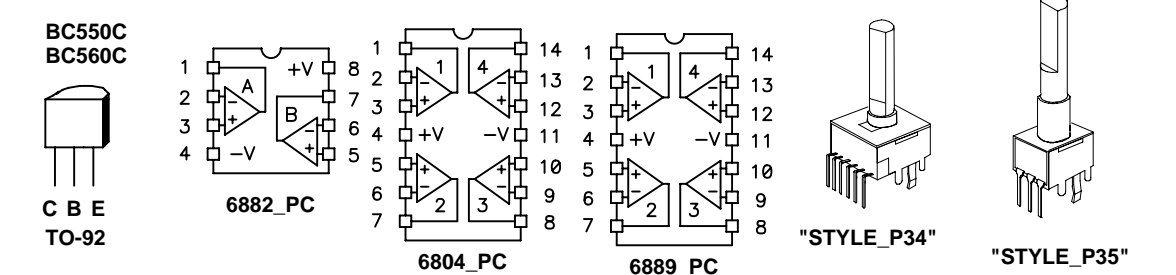 BC550C
BC560C
C B E
TO-92
1 8
2 7
3 6
4 5
A
+V
B
−V
6882_PC
1 14
2 13
3 12
4 11
5 10
6 9
7 8
1 4
+V −V
2 3
6804_PC
1 14
2 13
3 12
4 11
5 10
6 9
7 8
1 4
+V −V
2 3
6889 PC
"STYLE_P34"
"STYLE_P35"